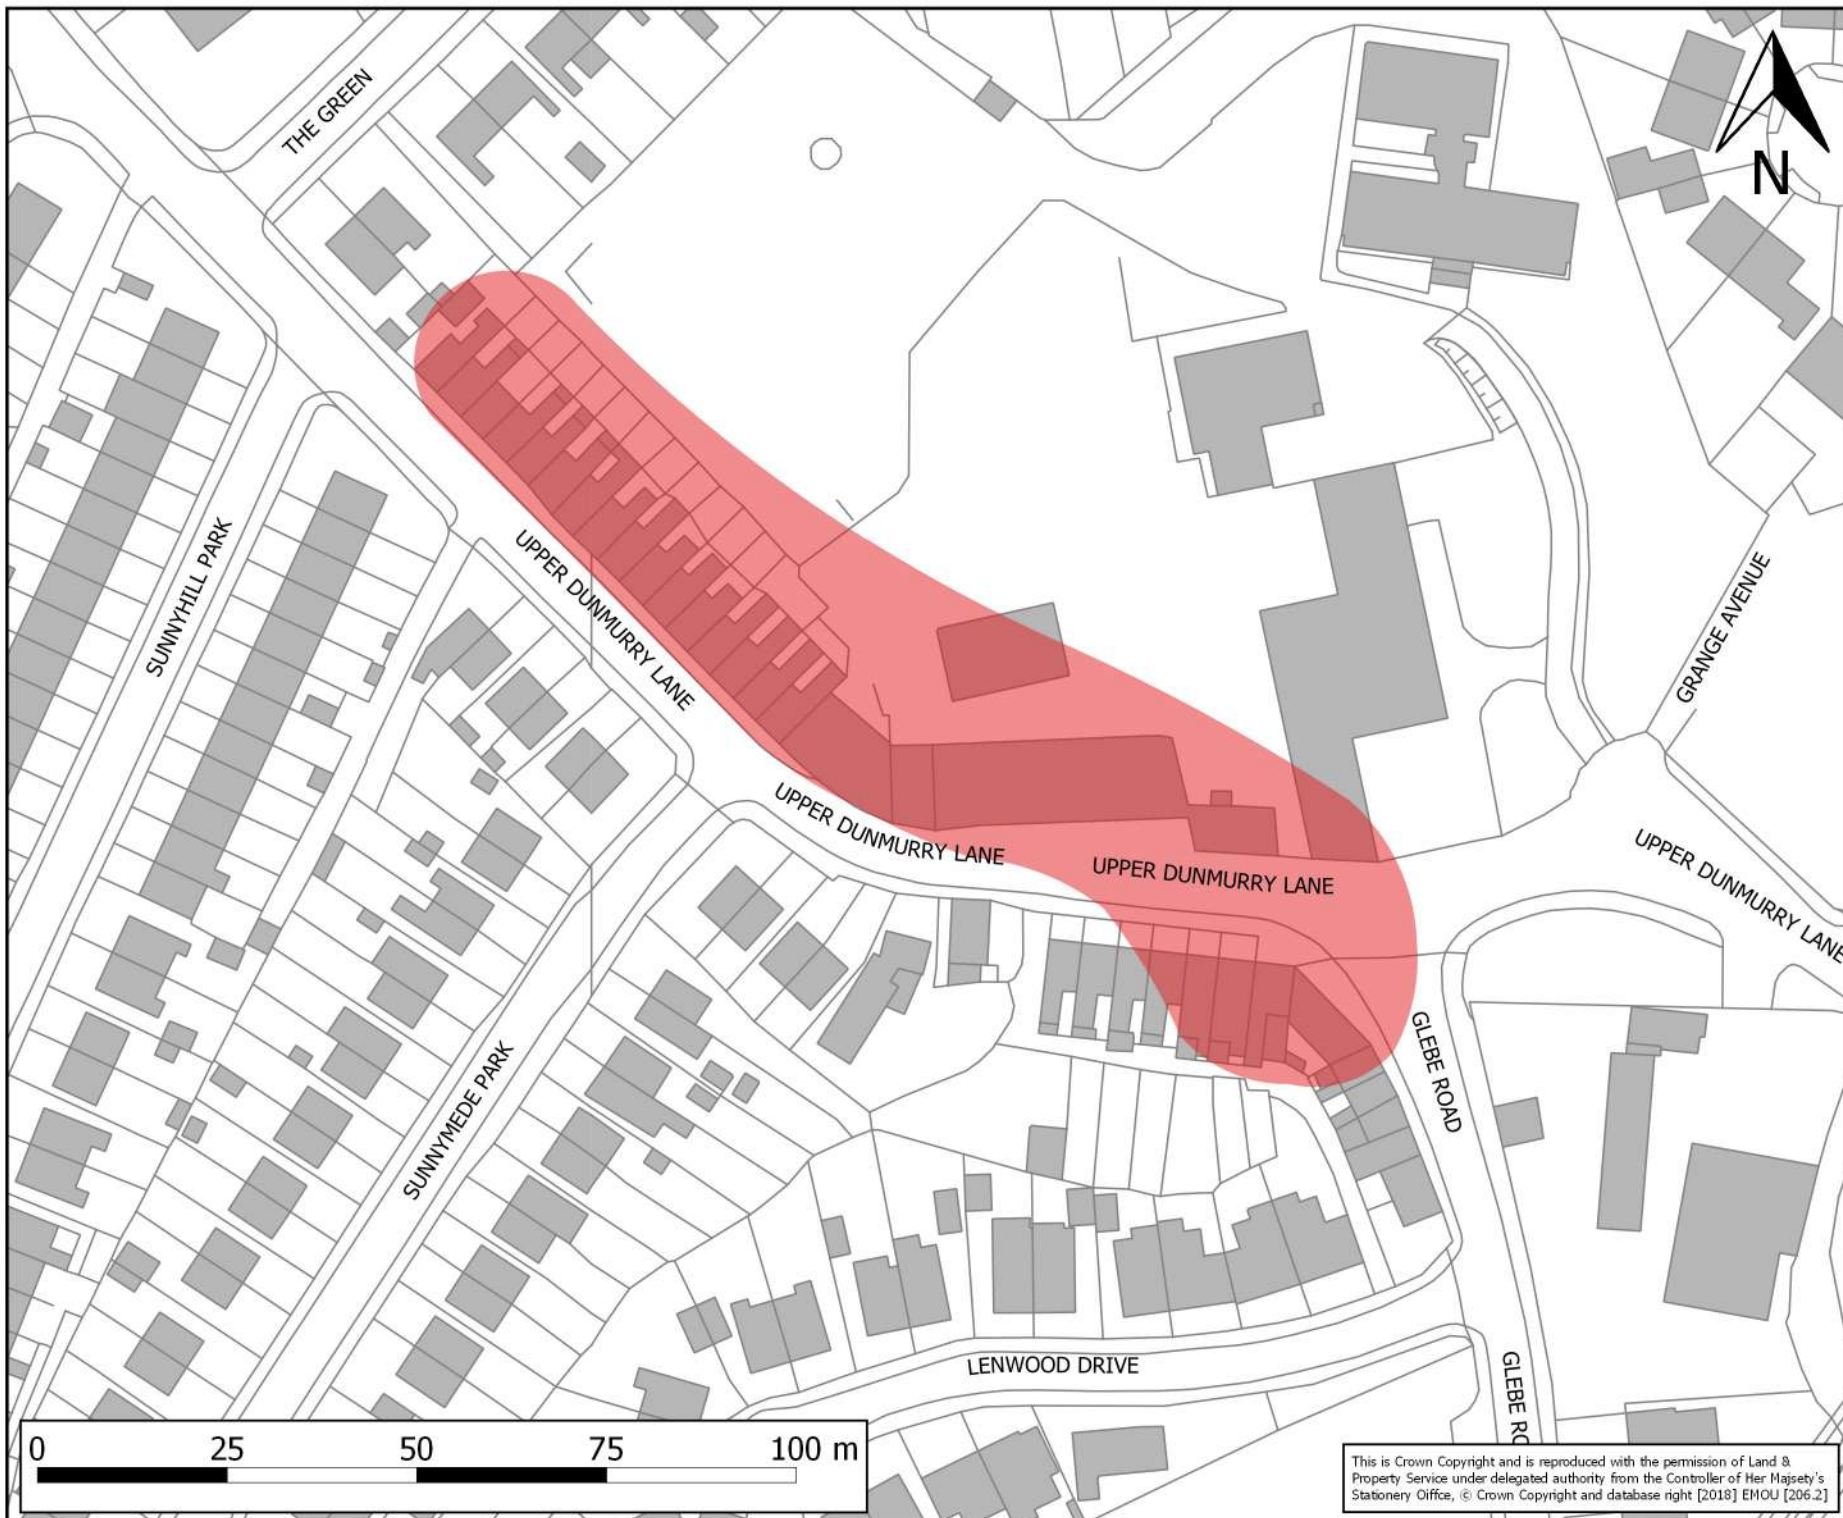 THE GREEN
N
SUNNYHILL PARK
UPPER DUNMURRY LANE
GRANGE AVENUE
UPPER DUNMURRY LANE
UPPER DUNMURRY LANE
UPPER DUNMURRY LANE
SUNNYMEDE PARK
GLEBE ROAD
LENWOOD DRIVE
GLEBE RO
0 25 50 75 100 m
This is Crown Copyright and is reproduced with the permission of Land &
Property Service under delegated authority from the Controller of Her Majsety's
Stationery Oiffce, © Crown Copyright and database right [2018] EMOU [206.2]